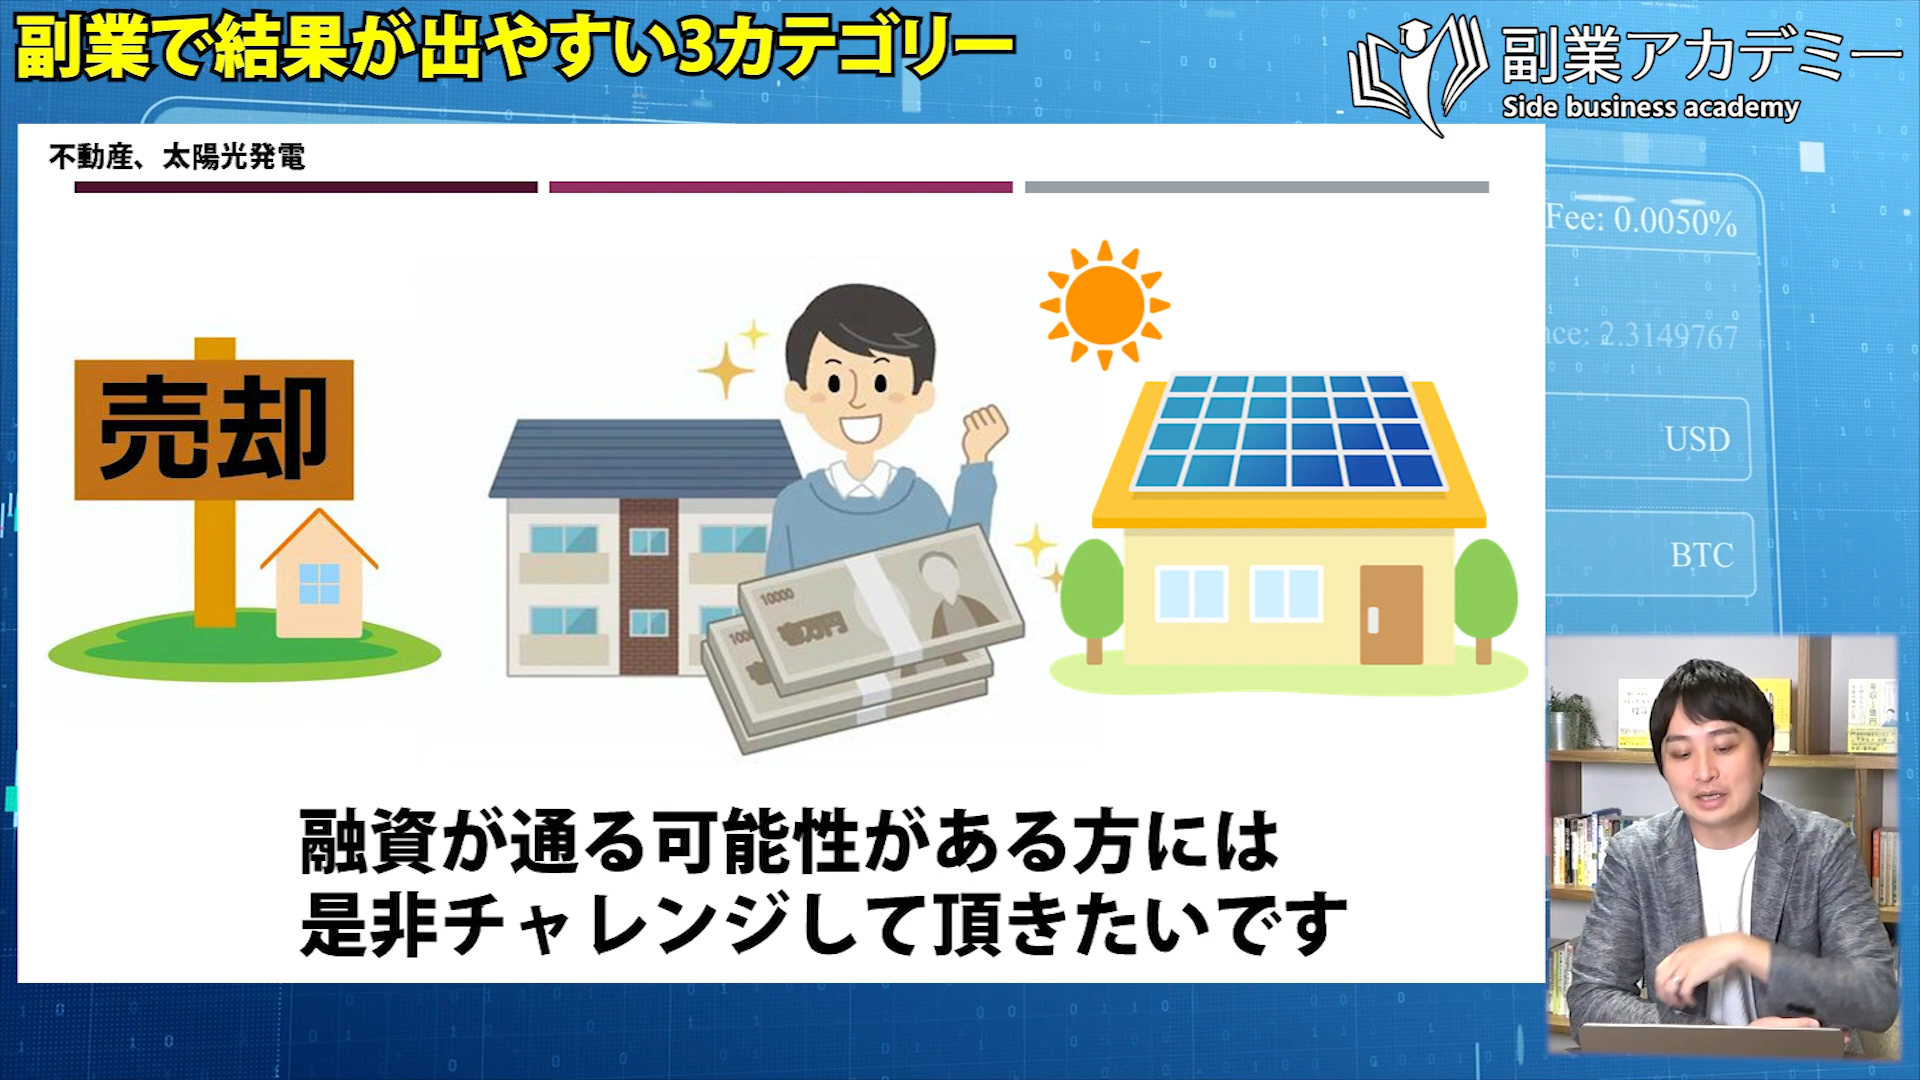 副業で結果が出やすい3カテゴリー
副業アカデミー
Side business academy
不動産、太陽光発電
Fee: 0.0050%
2.3149767
売却
USD
BTC
10000
壱万円
融資が通る可能性がある方には
是非チャレンジして頂きたいです